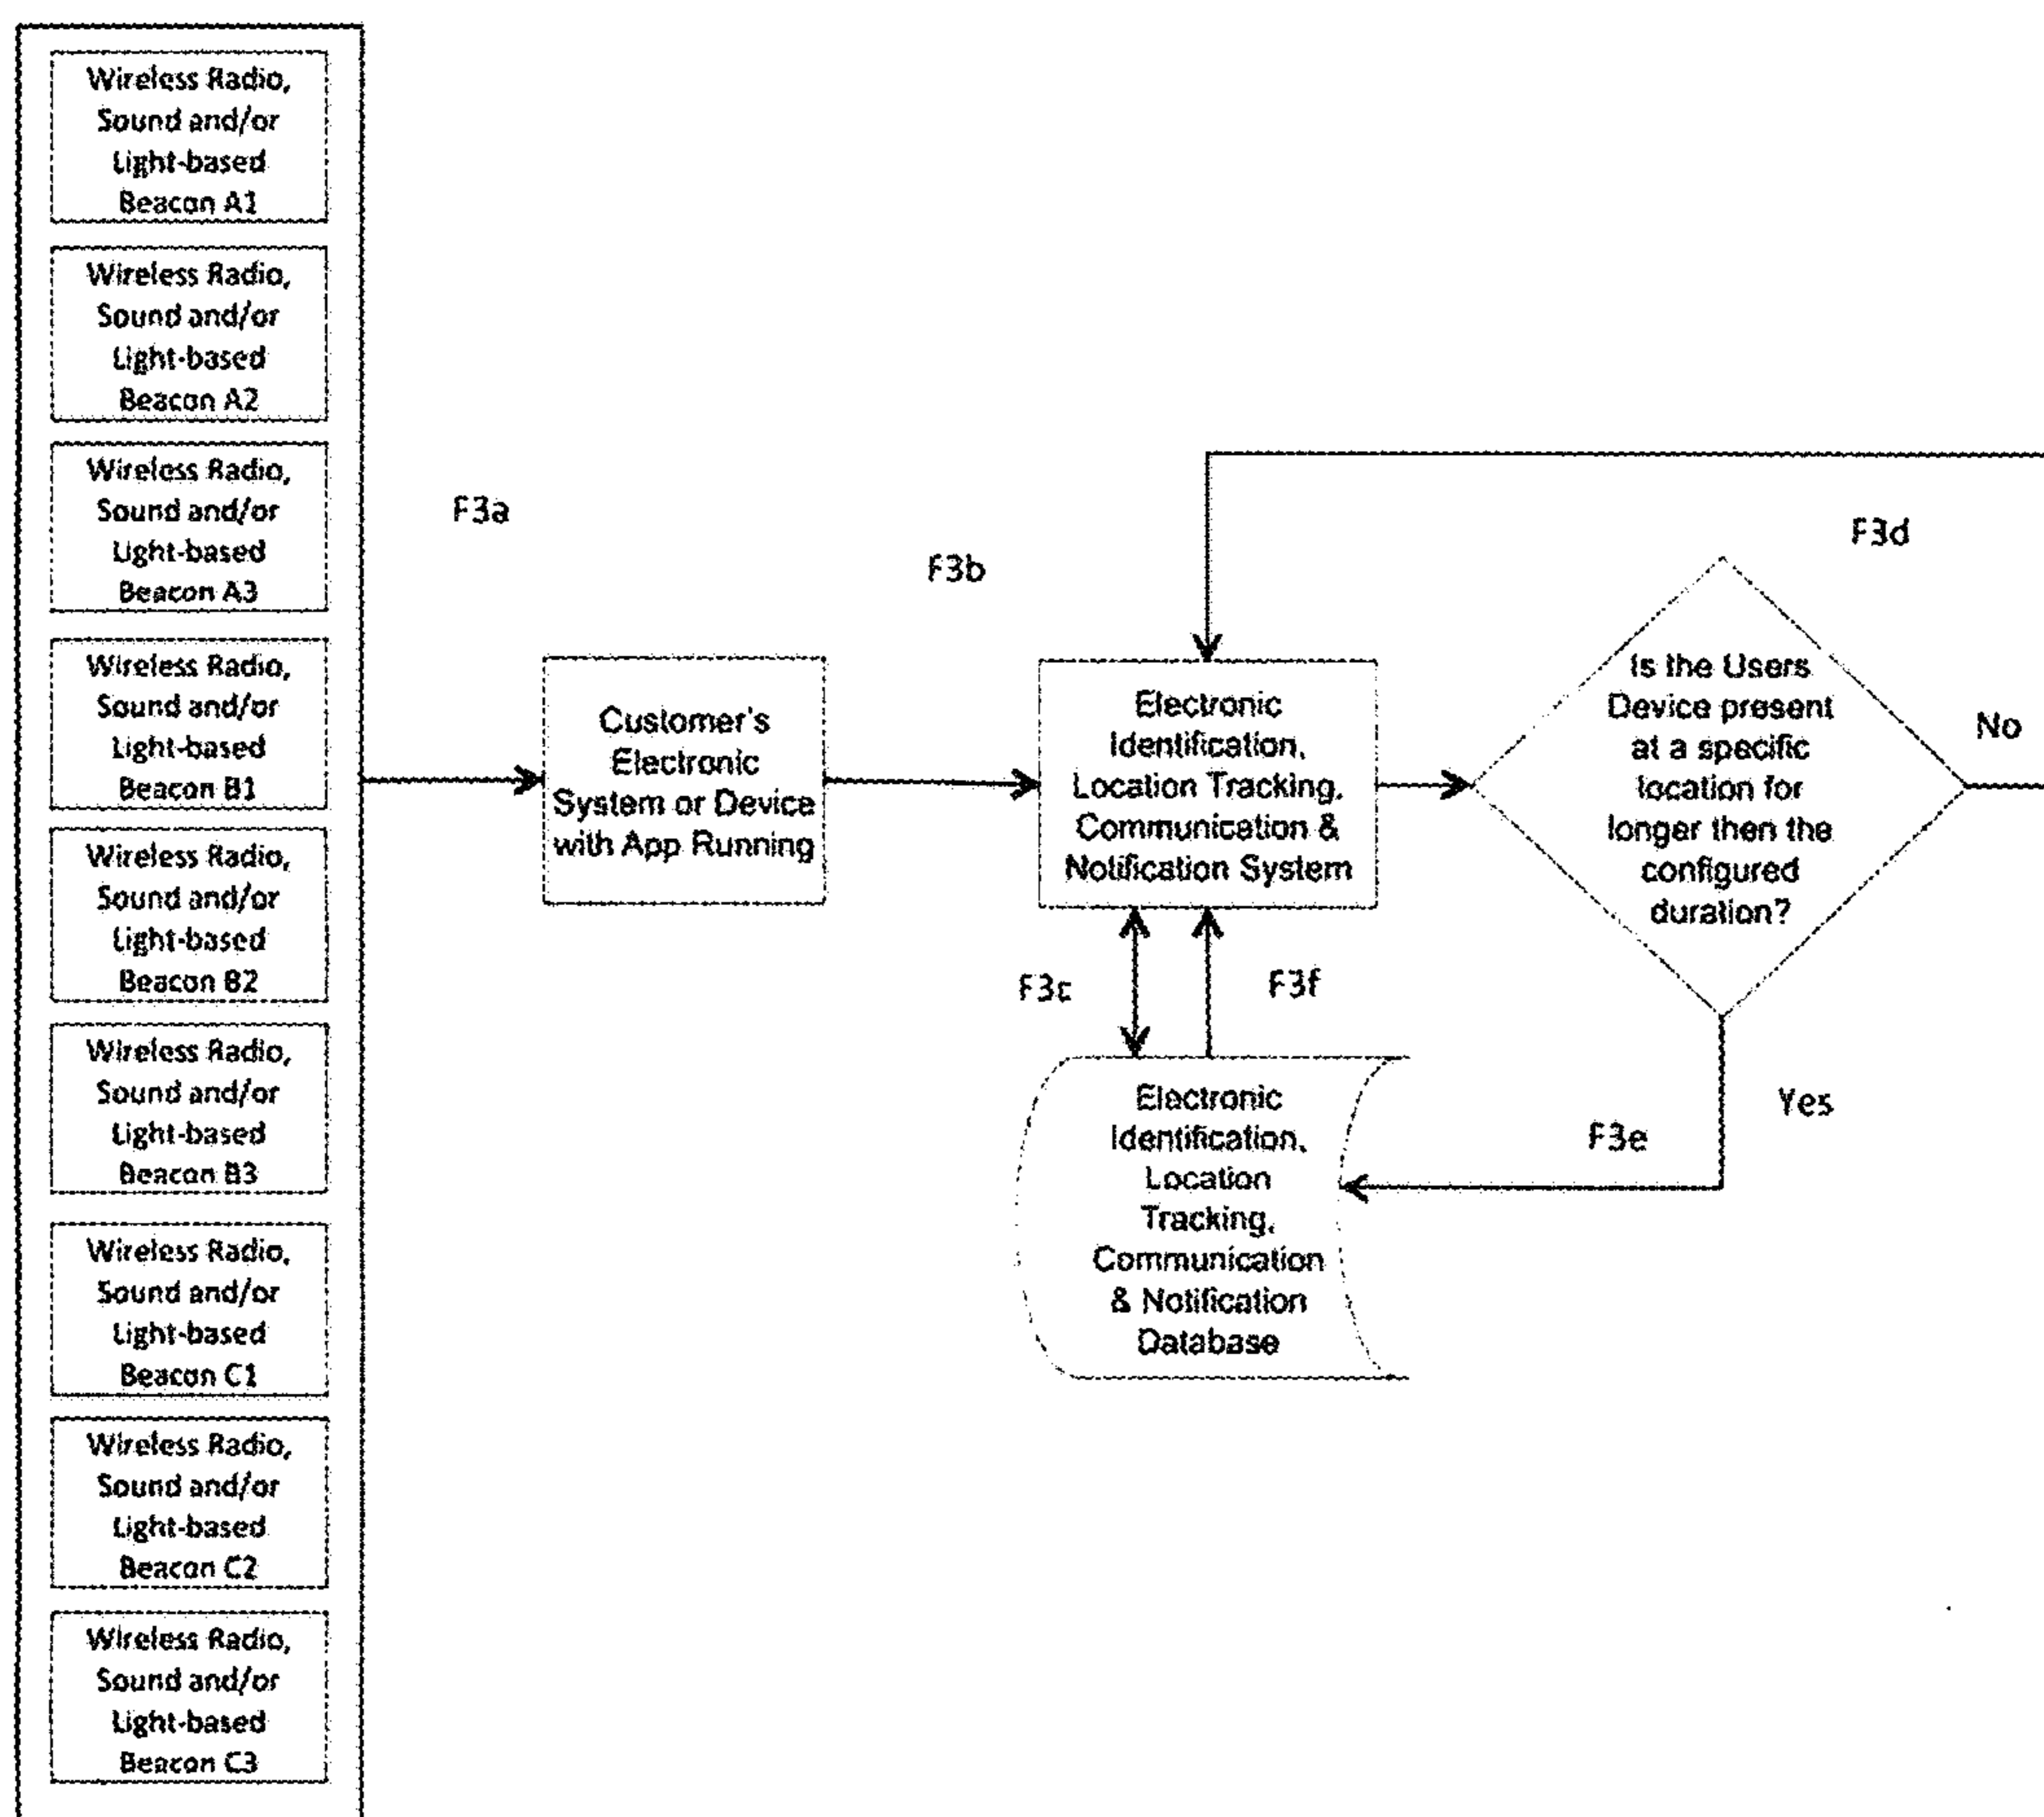 Wireless Radio,
Sound and/or
Light-based
Beacon A1
Wireless Radio,
Sound and/or
Light-based
Beacon A2
Wireless Radio,
Sound and/or
Light-based
Beacon A3
Wireless Radio,
Sound and/or
Light-based
Beacon B1
Wireless Radio,
Sound and/or
Light-based
Beacon B2
Wireless Radio,
Sound and/or
Light-based
Beacon B3
Wireless Radio,
Sound and/or
Light-based
Beacon C1
Wireless Radio,
Sound and/or
Light-based
Beacon C2
Wireless Radio,
Sound and/or
Light-based
Beacon C3
F3a
Customer's
Electronic
System or Device
with App Running
F3b
Electronic
Identification,
Location Tracking,
Communication &
Notification System
F3c
F3f
Electronic
Identification,
Location
Tracking,
Communication
& Notification
Database
F3d
Is the Users
Device present
at a specific
location for
longer then the
configured
duration?
No
Yes
F3e